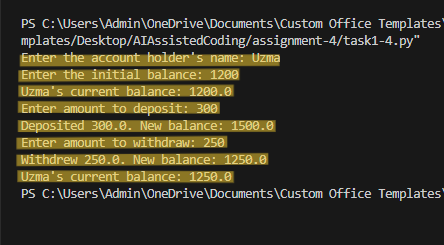 PS C:\Users\Admin\OneDrive\Documents\Custom Office Templates\
mplates/Desktop/AIAssistedCoding/assignment-4/task1-4.py"
Enter the account holder's name: Uzma
Enter the initial balance: 1200
Uzma's current balance: 1200.0
Enter amount to deposit: 300
Deposited 300.0. New balance: 1500.0
Enter amount to withdraw: 250
Withdrew 250.0. New balance: 1250.0
Uzma's current balance: 1250.0
PS C:\Users\Admin\OneDrive\Documents\Custom Office Templates\